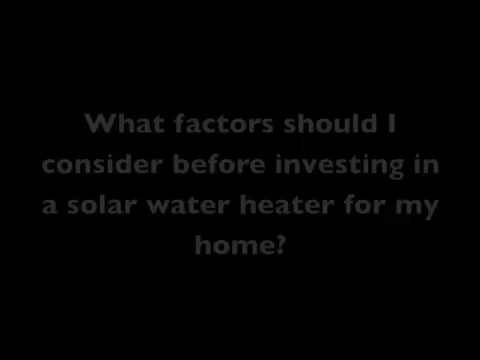 What factors should I
consider before investing in
a solar water heater for my
home?